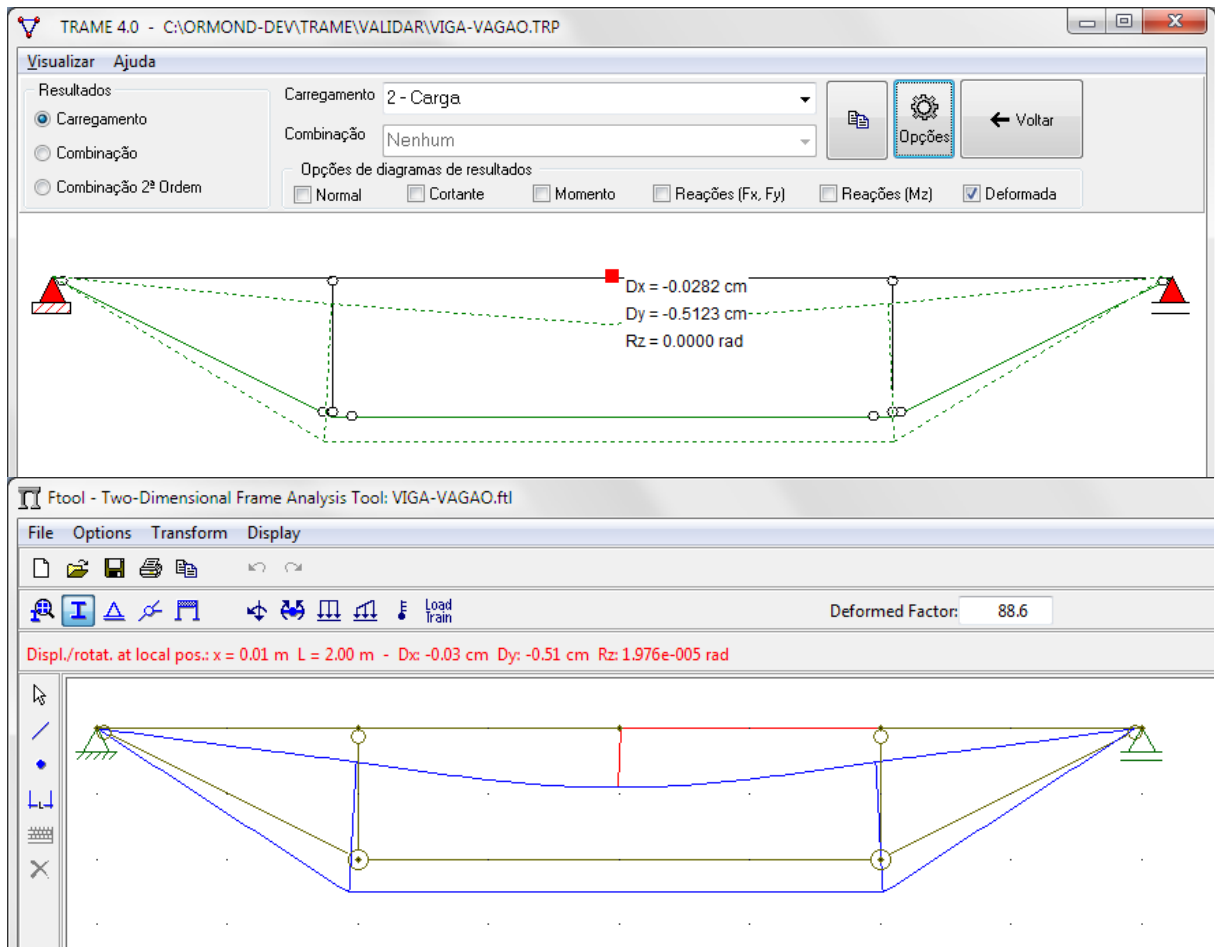 TRAME 4.0 - C:\ORMOND-DEV\TRAME\VALIDAR\VIGA-VAGAO.TRP
Visualizar Ajuda
Resultados
Carregamento
Combinação
Combinação 2ª Ordem
Carregamento 2 - Carga
Combinação Nenhum
Opções
Voltar
Opções de diagramas de resultados
Normal Cortante Momento Reações (Fx, Fy) Reações (Mz) Deformada
Dx = -0.0282 cm
Dy = -0.5123 cm
Rz = 0.0000 rad
Ftool - Two-Dimensional Frame Analysis Tool: VIGA-VAGAO.ftl
File Options Transform Display
Load
Train
Deformed Factor: 88.6
Displ./rotat. at local pos.: x = 0.01 m L = 2.00 m - Dx: -0.03 cm Dy: -0.51 cm Rz: 1.976e-005 rad
L